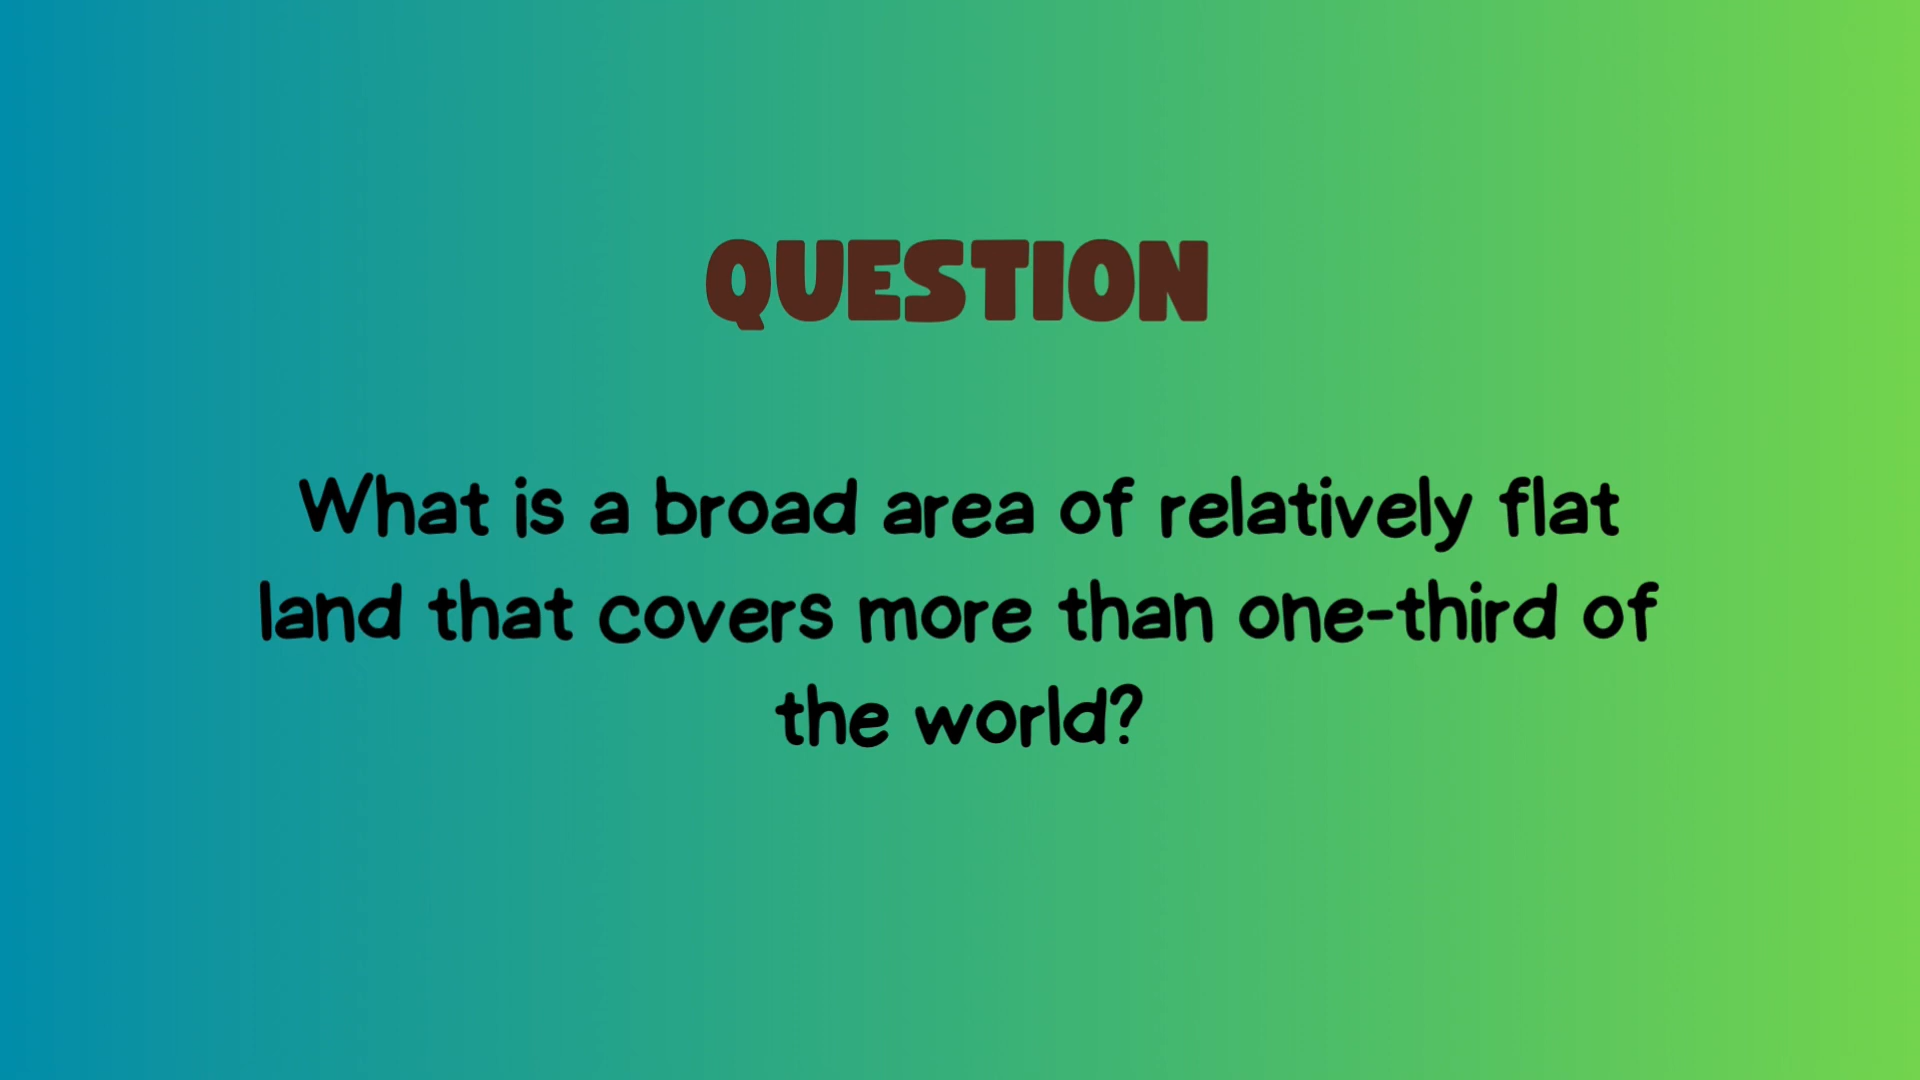 QUESTION
What is a broad area of relatively flat
land that covers more than one-third of
the world?